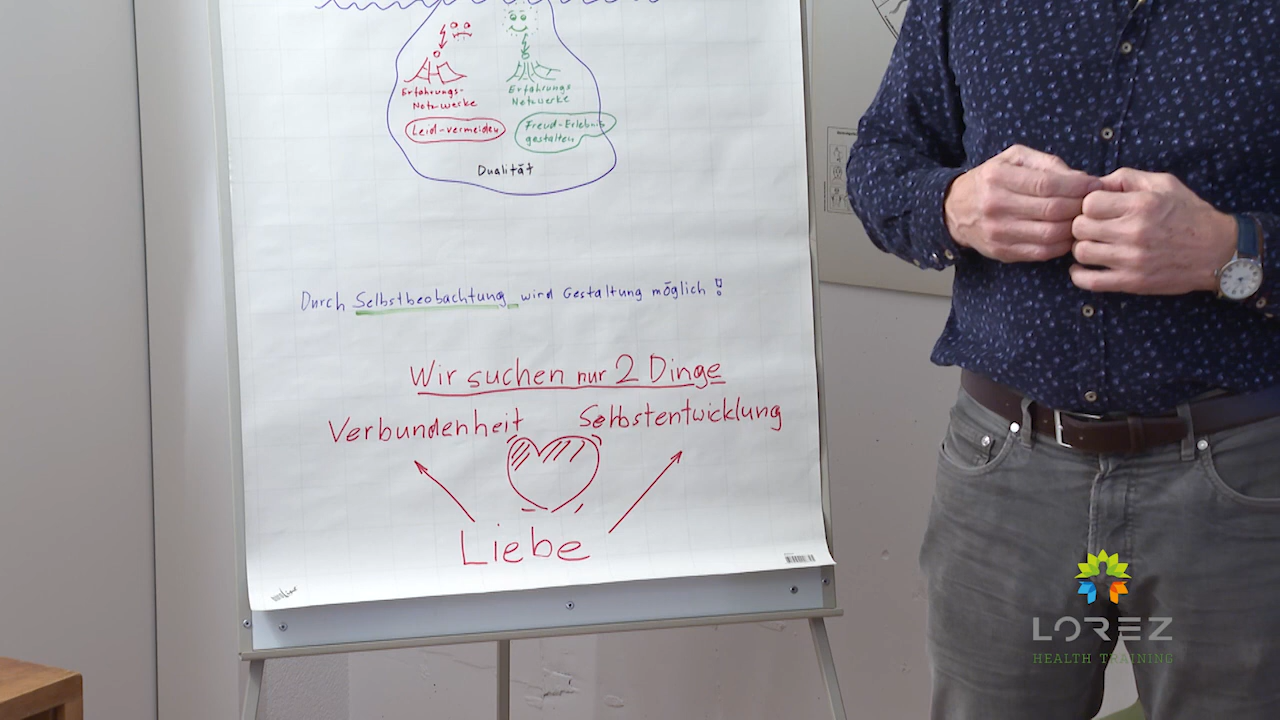 Erfahrungs-
Netzwerke
Erfahrungs
Netzwerke
Leid-vermeiden
Freud-Erlebnis
gestalten
Dualität
Durch Selbstbeobachtung wird Gestaltung möglich !
Wir suchen nur 2 Dinge
Verbundenheit
Selbstentwicklung
Liebe
LOREZ
HEALTH TRAINING